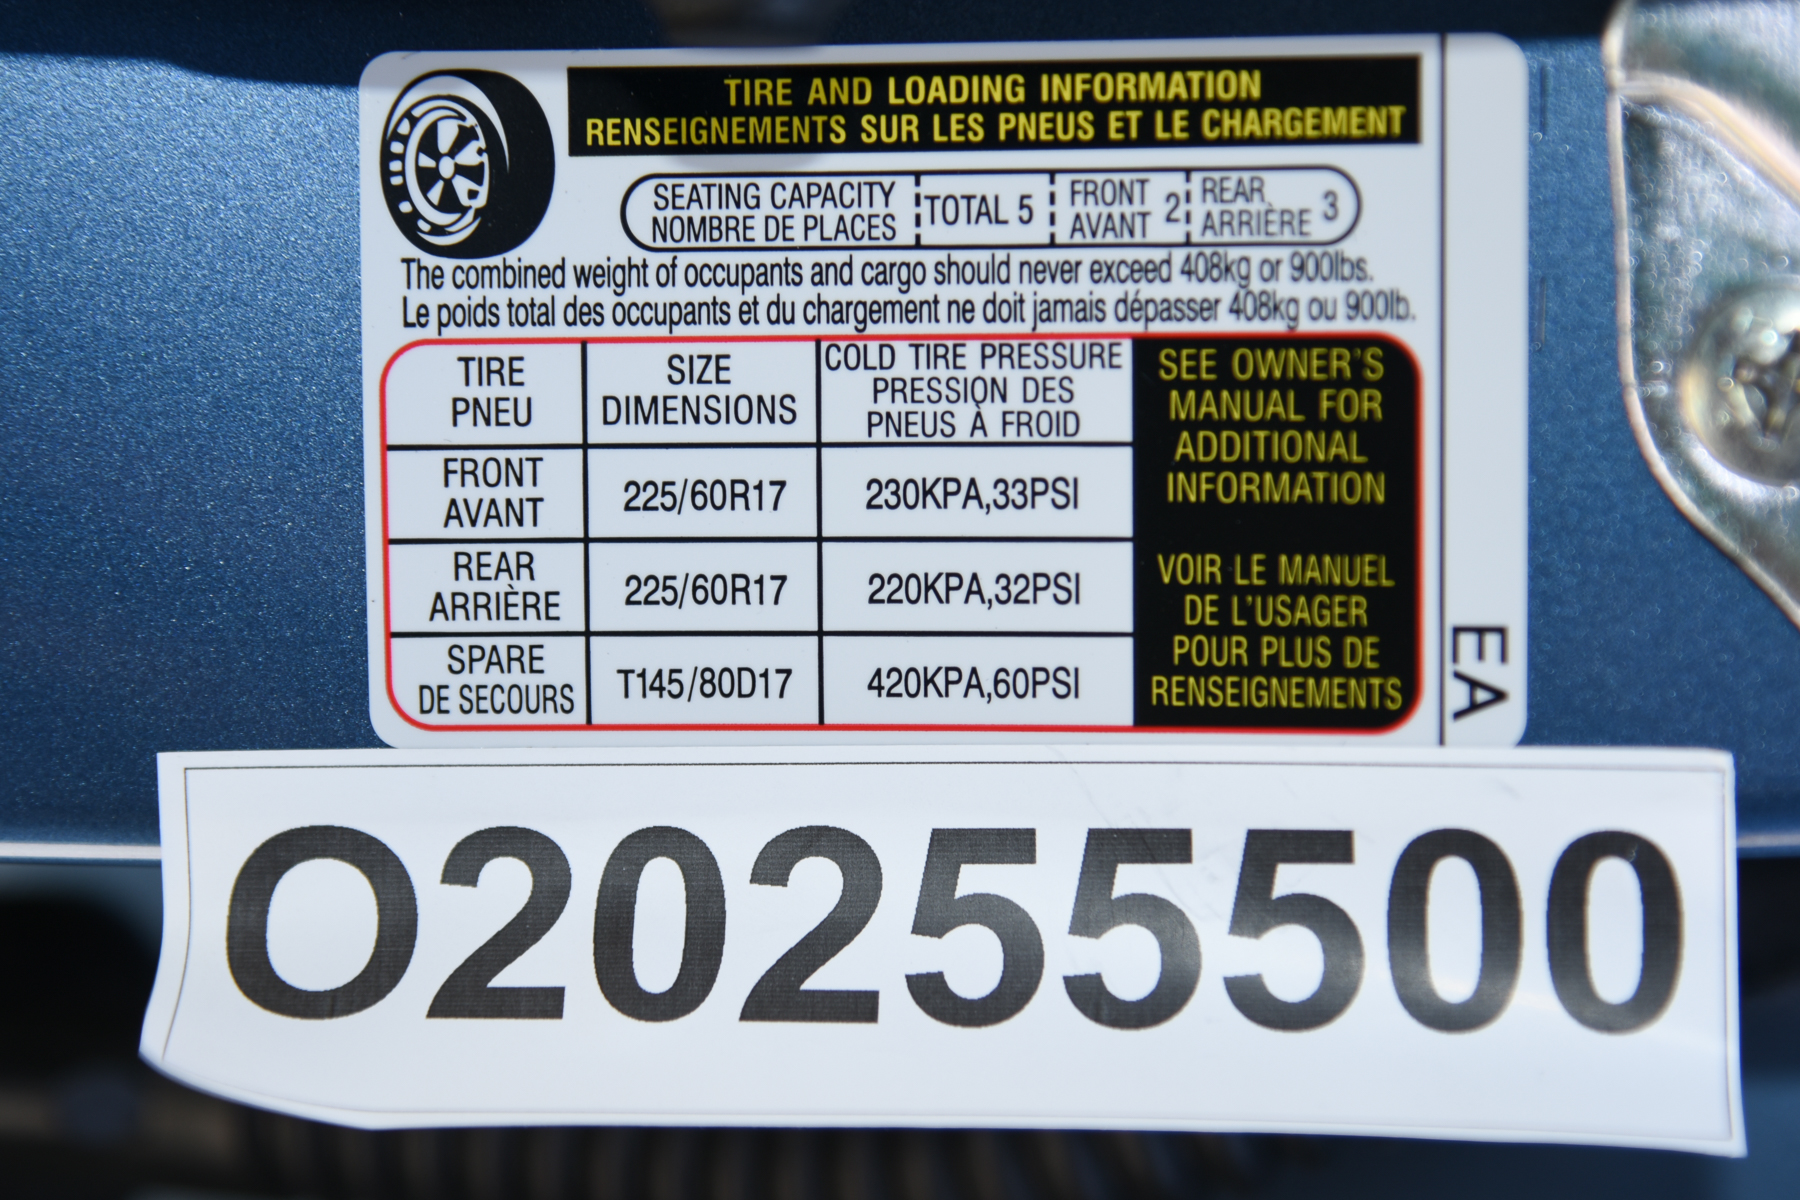 TIRE AND LOADING INFORMATION
RENSEIGNEMENTS SUR LES PNEUS ET LE CHARGEMENT
SEATING CAPACITY
NOMBRE DE PLACES
TOTAL 5
FRONT
AVANT 2
REAR
ARRIÈRE 3
The combined weight of occupants and cargo should never exceed 408kg or 900lbs.
Le poids total des occupants et du chargement ne doit jamais dépasser 408kg ou 900lb.
TIRE
PNEU
SIZE
DIMENSIONS
COLD TIRE PRESSURE
PRESSION DES
PNEUS À FROID
FRONT
AVANT
225/60R17
230KPA,33PSI
REAR
ARRIÈRE
225/60R17
220KPA,32PSI
SPARE
DE SECOURS
T145/80D17
420KPA,60PSI
SEE OWNER'S
MANUAL FOR
ADDITIONAL
INFORMATION
VOIR LE MANUEL
DE L'USAGER
POUR PLUS DE
RENSEIGNEMENTS
EA
O20255500